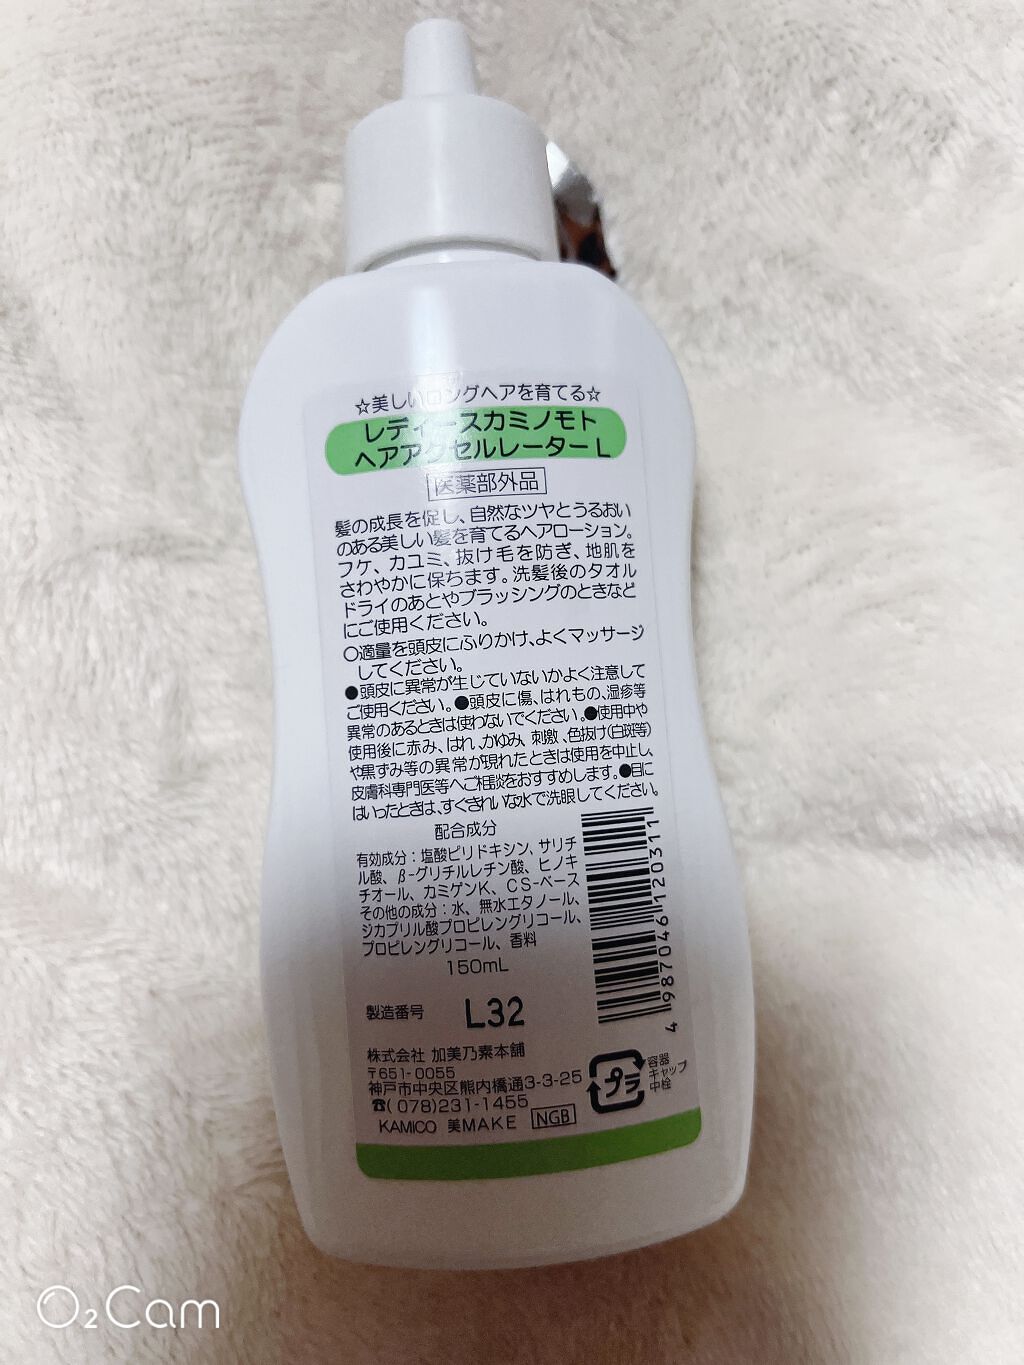 ☆美しいロングヘアを育てる☆
レディースカミノモト
ヘアアクセルレーターL
医薬部外品
髪の成長を促し、自然なツヤとうるおい
のある美しい髪を育てるヘアローション。
フケ、カユミ、抜け毛を防ぎ、地肌を
さわやかに保ちます。洗髪後のタオル
ドライのあとやブラッシングのときなど
にご使用ください。
○適量を頭皮にふりかけ、よくマッサージ
してください。
●頭皮に異常が生じていないかよく注意して
ご使用ください。●頭皮に傷、はれもの、湿疹等
異常のあるときは使わないでください。●使用中や
使用後に赤み、はれ、かゆみ、刺激、色抜け(白斑等)
や黒ずみ等の異常が現れたときは使用を中止し、
皮膚科専門医等へご相談をおすすめします。●目に
はいったときは、すぐきれいな水で洗眼してください。
配合成分
有効成分：塩酸ピリドキシン、サリチ
ル酸、β-グリチルレチン酸、ヒノキ
チオール、カミゲンK、CS-ベース
その他の成分：水、無水エタノール、
ジカプリル酸プロピレングリコール、
プロピレングリコール、香料
150mL
4 987046 120311
製造番号 L32
株式会社 加美乃素本舗
〒651-0055
神戸市中央区熊内橋通3-3-25
☎(078)231-1455
KAMICO 美MAKE NGB
プラ
容器
キャップ
中栓
O2Cam